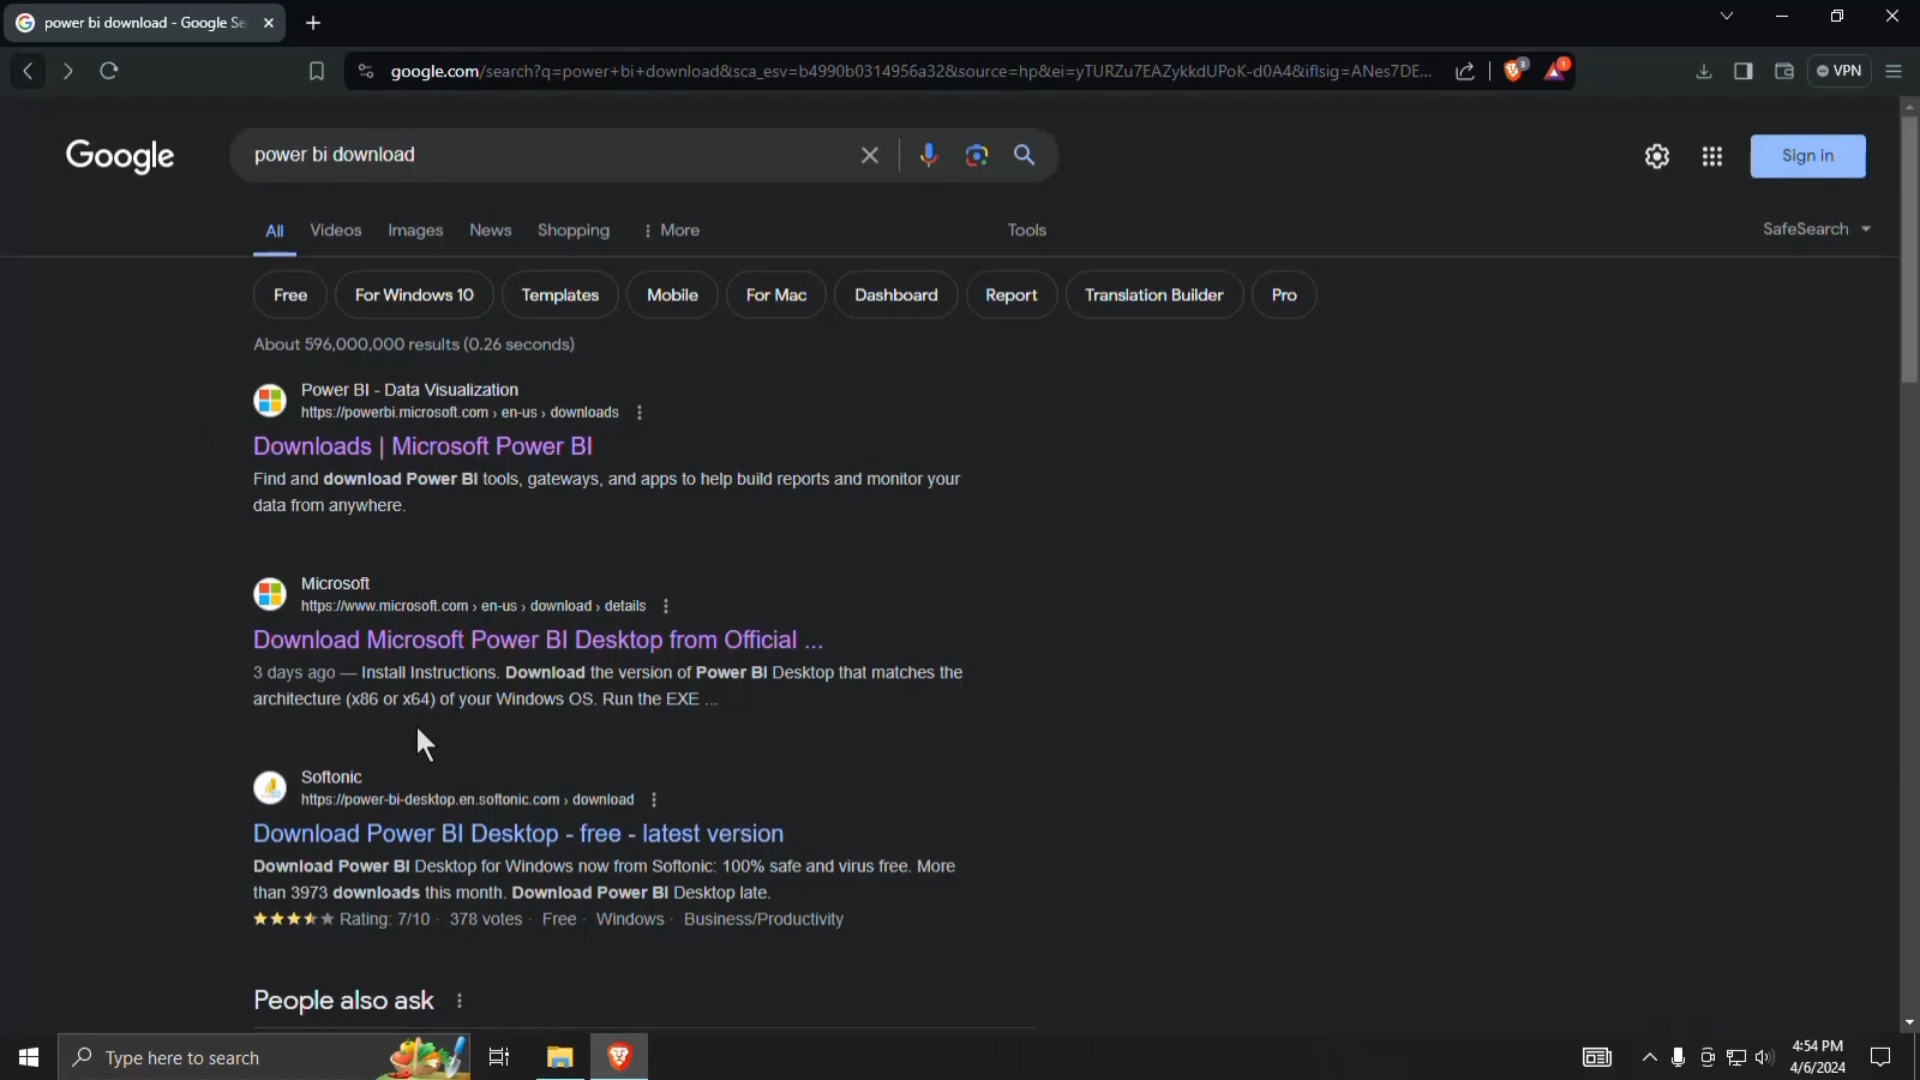 power bi download - Google Se
google.com/search?q=power+bi+download&sca_esv=b4990b0314956a32&source=hp&ei=yTURZu7EAZykkdUPoK-d0A4&iflsig=ANes7DE...
3
1
VPN
Google
power bi download
Sign in
All
Videos
Images
News
Shopping
More
Tools
SafeSearch
Free
For Windows 10
Templates
Mobile
For Mac
Dashboard
Report
Translation Builder
Pro
About 596,000,000 results (0.26 seconds)
Power BI - Data Visualization
https://powerbi.microsoft.com › en-us › downloads
Downloads | Microsoft Power BI
Find and download Power BI tools, gateways, and apps to help build reports and monitor your
data from anywhere.
Microsoft
https://www.microsoft.com › en-us › download › details
Download Microsoft Power BI Desktop from Official ...
3 days ago — Install Instructions. Download the version of Power BI Desktop that matches the
architecture (x86 or x64) of your Windows OS. Run the EXE ...
Softonic
https://power-bi-desktop.en.softonic.com › download
Download Power BI Desktop - free - latest version
Download Power BI Desktop for Windows now from Softonic: 100% safe and virus free. More
than 3973 downloads this month. Download Power BI Desktop late.
Rating: 7/10 · 378 votes · Free · Windows · Business/Productivity
People also ask
Type here to search
4:54 PM
4/6/2024